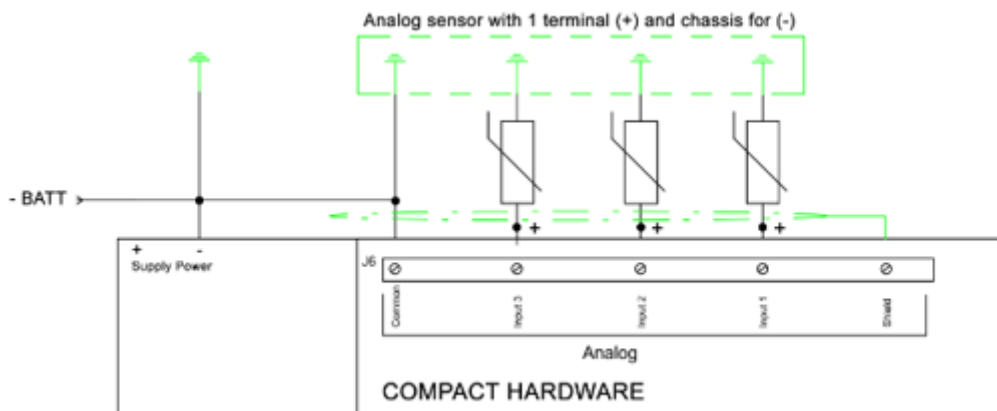 Analog sensor with 1 terminal (+) and chassis for (-)
- BATT
+ + +
+ -
Supply Power
J6
Common
Input 3
Input 2
Input 1
Shield
Analog
COMPACT HARDWARE